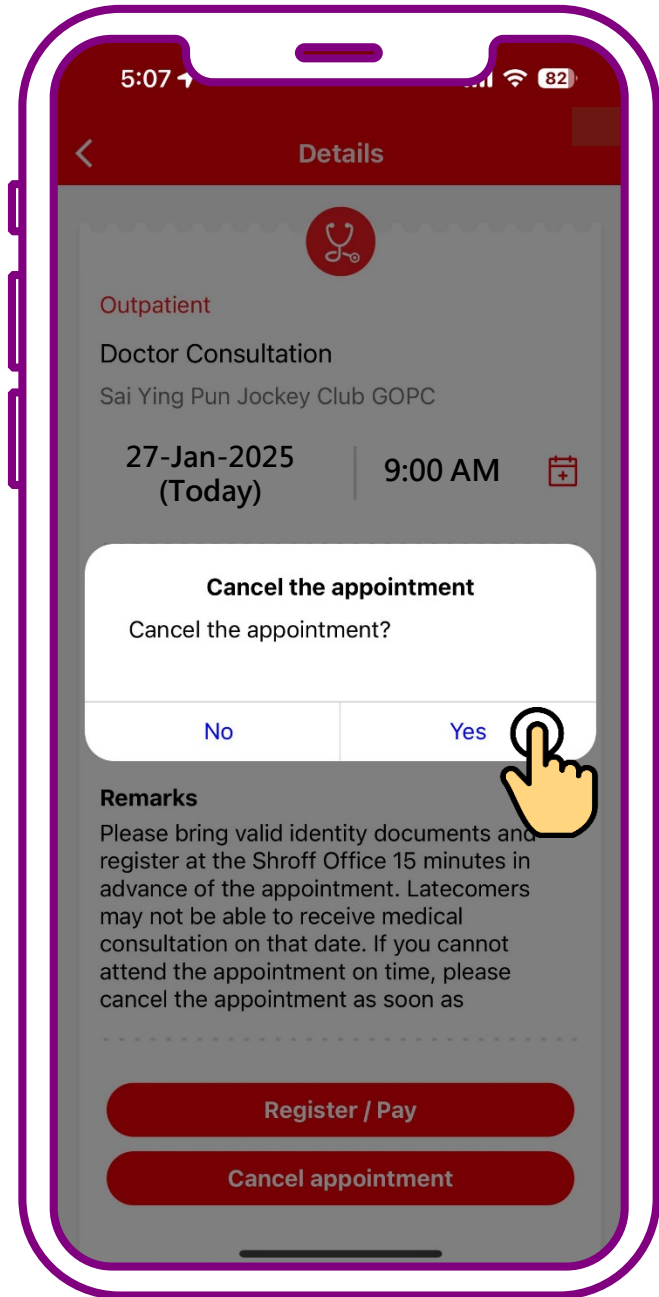 5:07
82
Details
Outpatient
Doctor Consultation
Sai Ying Pun Jockey Club GOPC
27-Jan-2025
(Today)
9:00 AM
Cancel the appointment
Cancel the appointment?
No
Yes
Remarks
Please bring valid identity documents and
register at the Shroff Office 15 minutes in
advance of the appointment. Latecomers
may not be able to receive medical
consultation on that date. If you cannot
attend the appointment on time, please
cancel the appointment as soon as
Register / Pay
Cancel appointment